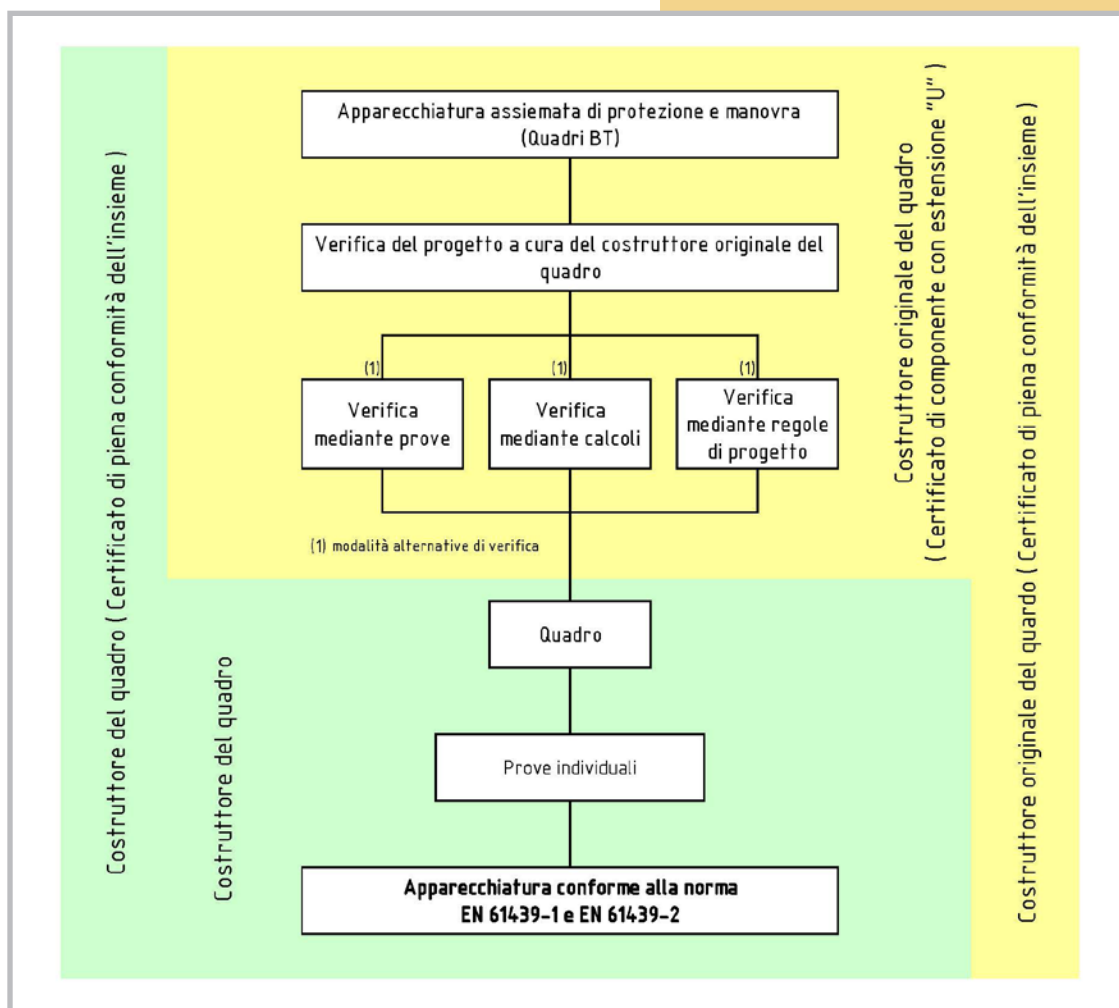 Apparecchiatura assiemata di protezione e manovra
(Quadri BT)
Verifica del progetto a cura del costruttore originale del
quadro
(1)
(1)
(1)
Verifica
mediante prove
Verifica
mediante calcoli
Verifica
mediante regole
di progetto
(1) modalità alternative di verifica
Quadro
Prove individuali
Apparecchiatura conforme alla norma
EN 61439-1 e EN 61439-2
Costruttore del quadro ( Certificato di piena conformità dell'insieme )
Costruttore del quadro
Costruttore originale del quadro
( Certificato di componente con estensione "U" )
Costruttore originale del quardo ( Certificato di piena conformità dell'insieme )